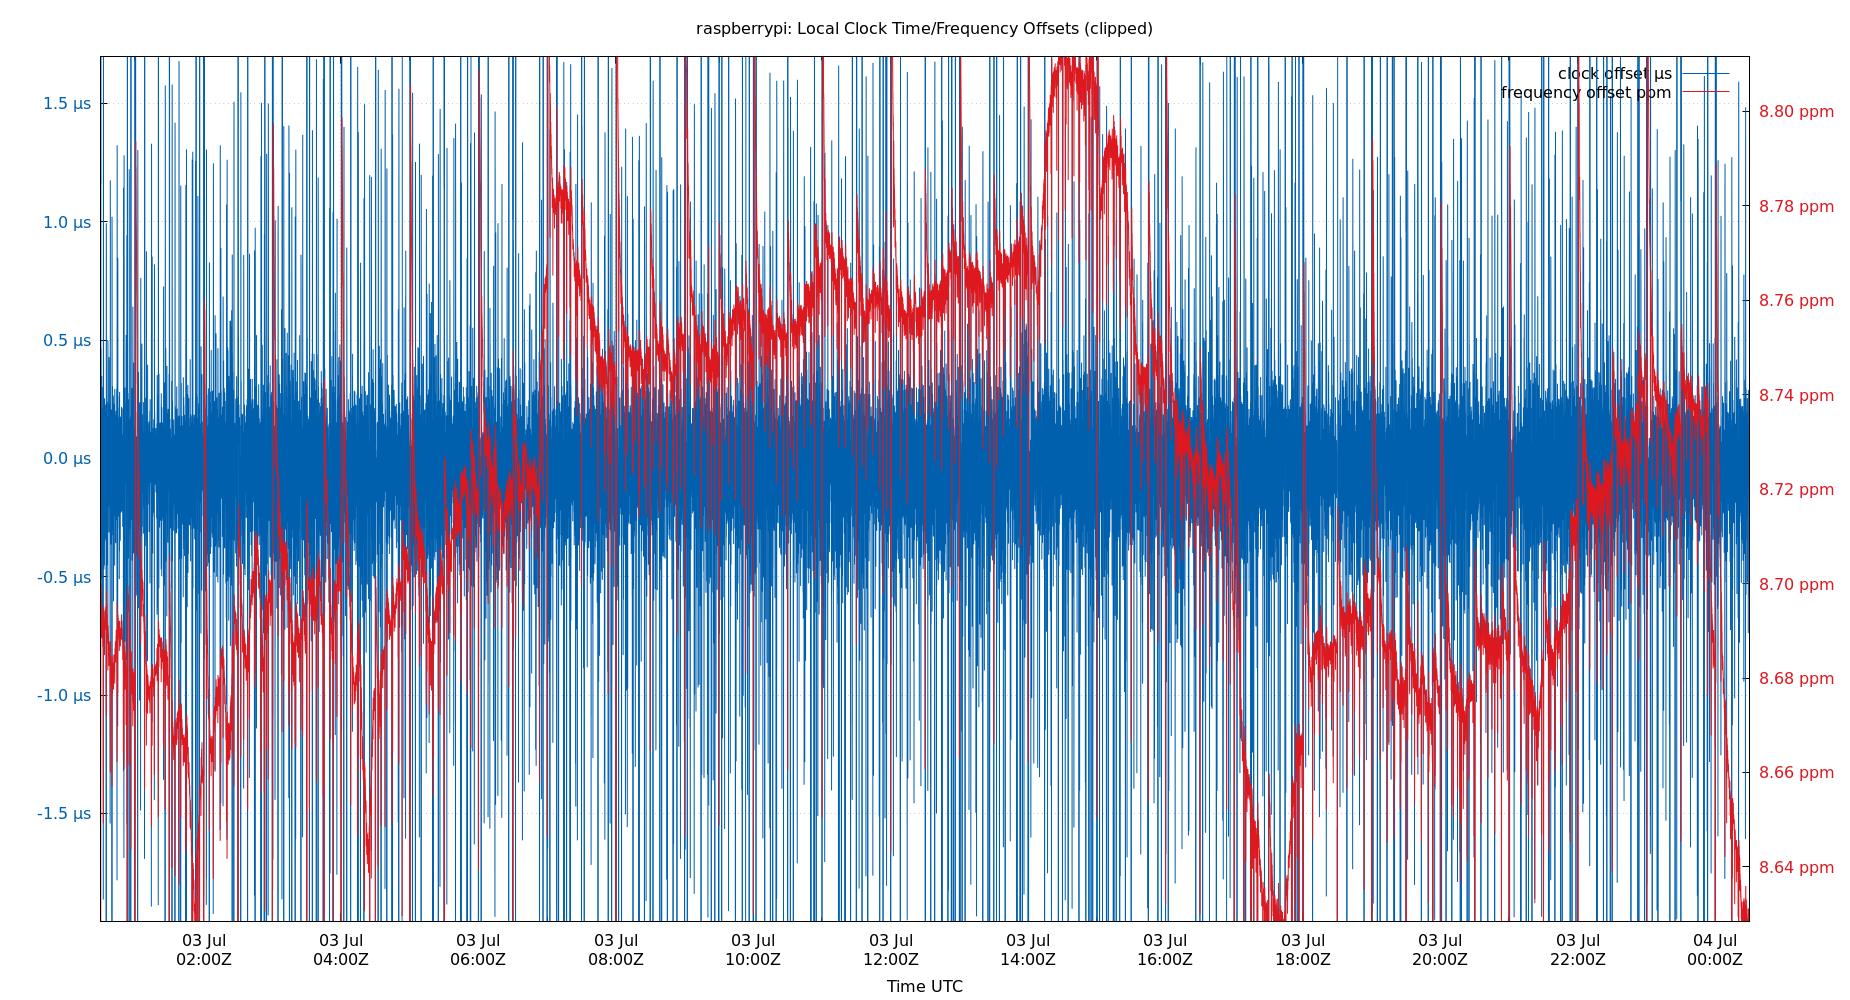 raspberrypi: Local Clock Time/Frequency Offsets (clipped)
clock offset µs
frequency offset ppm
1.5 µs
1.0 µs
0.5 µs
0.0 µs
-0.5 µs
-1.0 µs
-1.5 µs
8.80 ppm
8.78 ppm
8.76 ppm
8.74 ppm
8.72 ppm
8.70 ppm
8.68 ppm
8.66 ppm
8.64 ppm
03 Jul
02:00Z
03 Jul
04:00Z
03 Jul
06:00Z
03 Jul
08:00Z
03 Jul
10:00Z
03 Jul
12:00Z
03 Jul
14:00Z
03 Jul
16:00Z
03 Jul
18:00Z
03 Jul
20:00Z
03 Jul
22:00Z
04 Jul
00:00Z
Time UTC